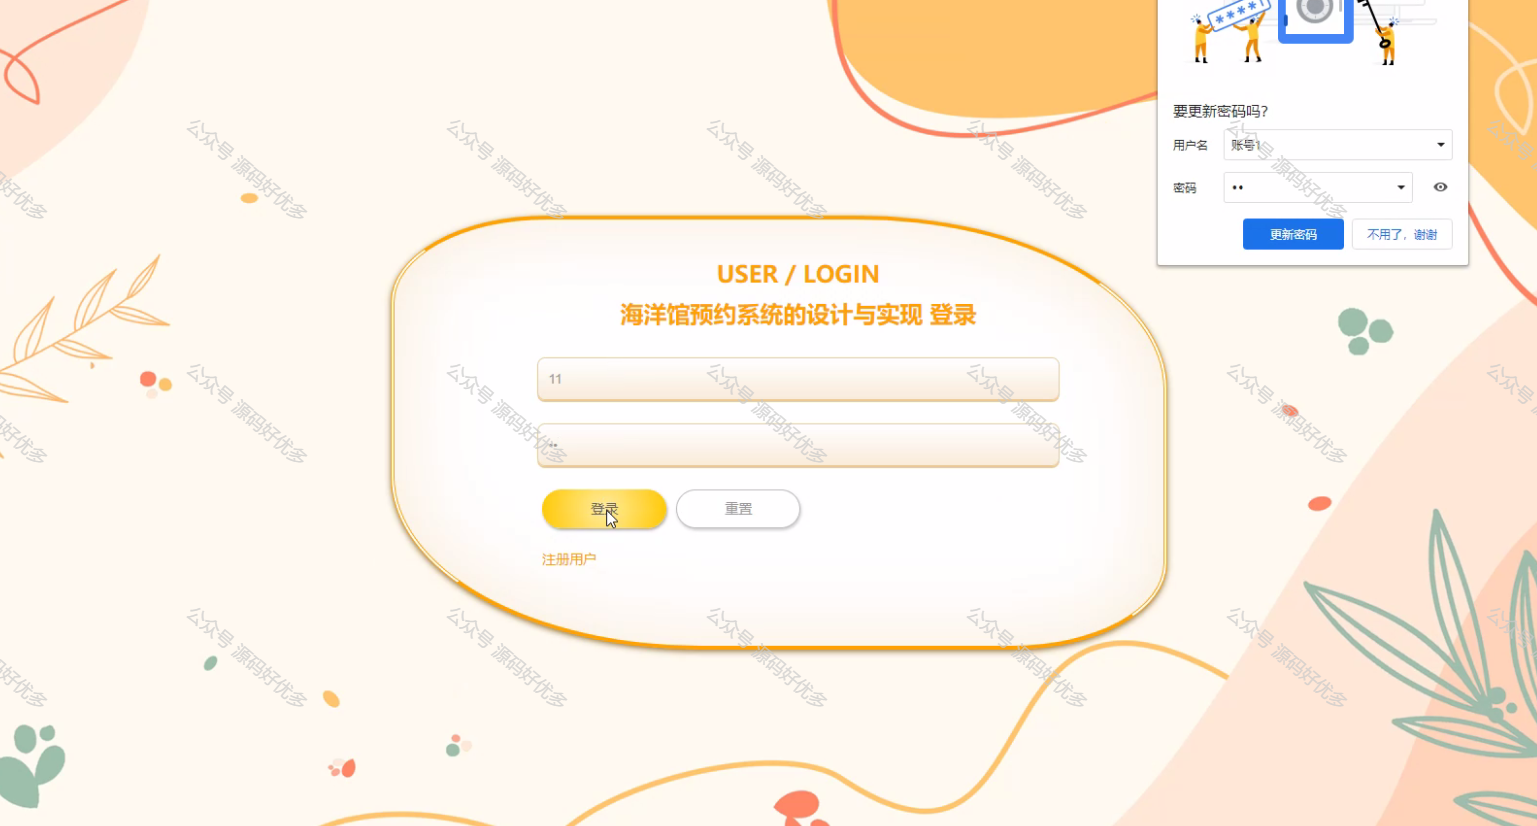 要更新密码吗?
用户名 账号1
密码 ••
更新密码 不用了，谢谢
USER / LOGIN
海洋馆预约系统的设计与实现 登录
11
••
登录 重置
注册用户
公众号 源码好优多